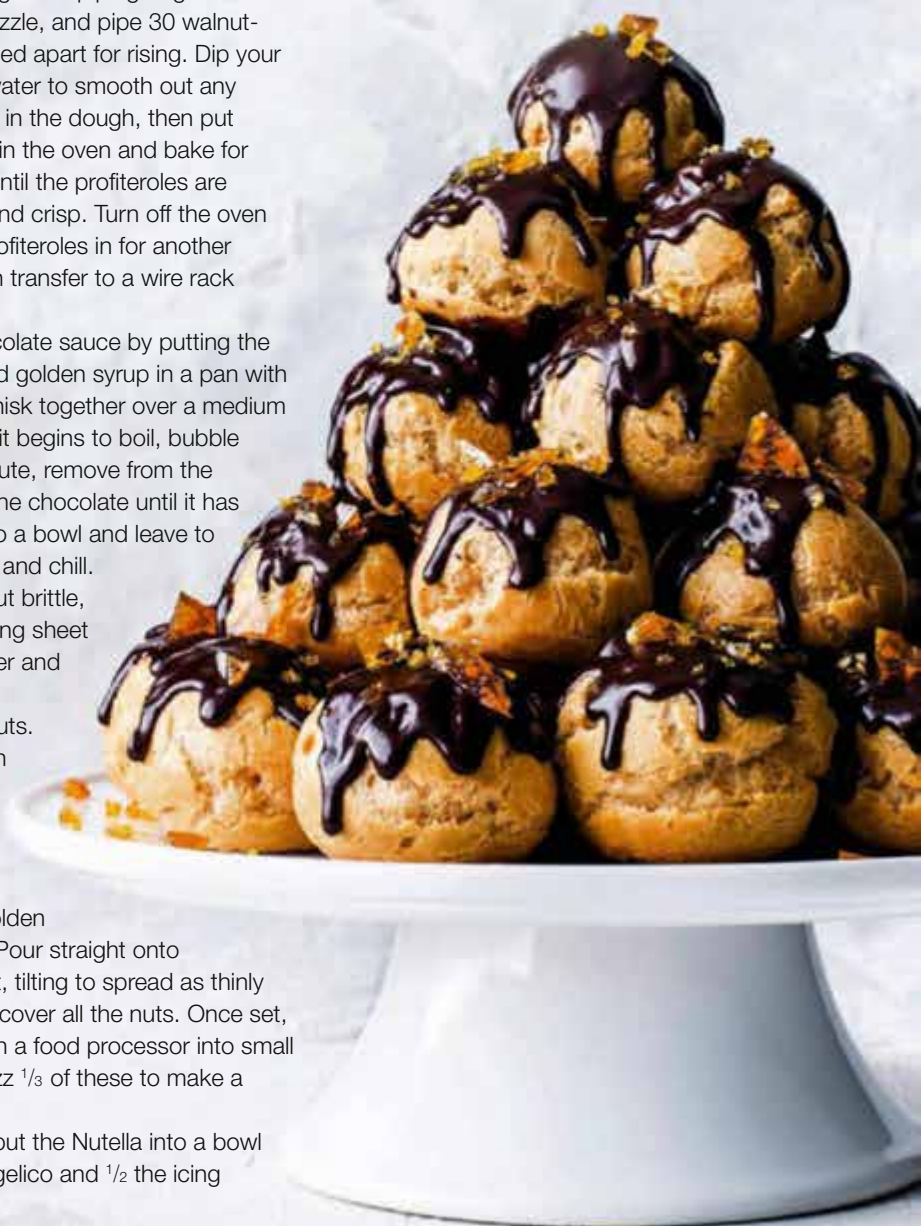 zzle, and pipe 30 walnut-
ed apart for rising. Dip your
ater to smooth out any
in the dough, then put
in the oven and bake for
ntil the profiteroles are
nd crisp. Turn off the oven
ofiteroles in for another
transfer to a wire rack
colate sauce by putting the
d golden syrup in a pan with
hisk together over a medium
it begins to boil, bubble
ute, remove from the
he chocolate until it has
o a bowl and leave to
and chill.
ut brittle,
ng sheet
er and
uts.
n
olden
Pour straight onto
, tilting to spread as thinly
cover all the nuts. Once set,
n a food processor into small
zz 1/3 of these to make a
out the Nutella into a bowl
gelico and 1/2 the icing